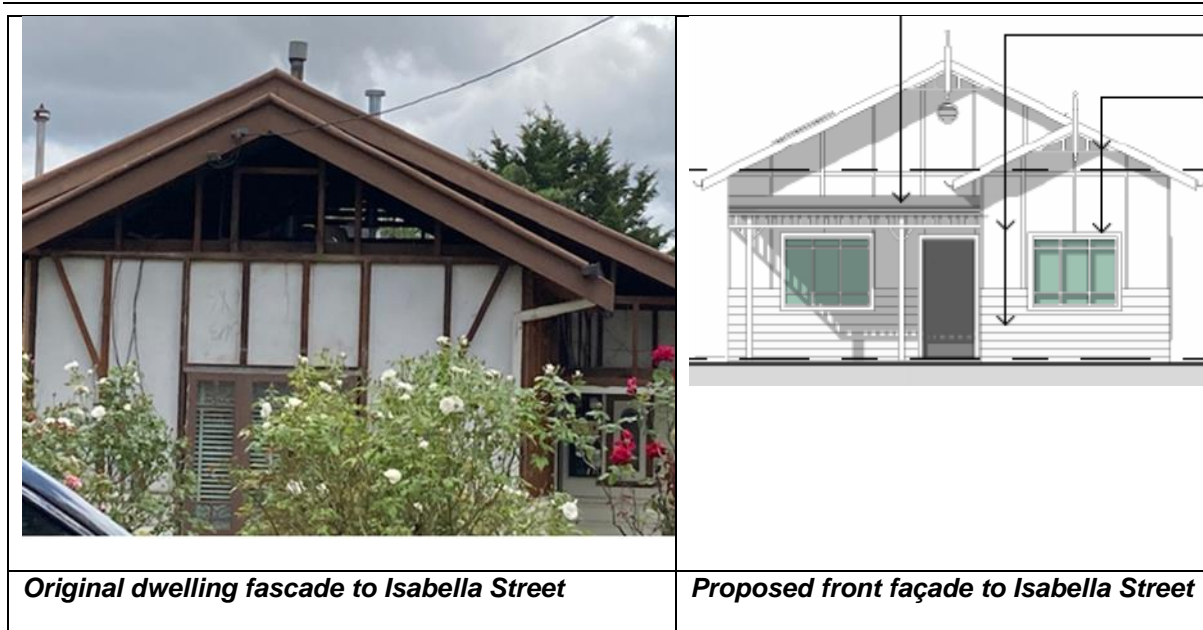 Original dwelling fascade to Isabella Street
Proposed front façade to Isabella Street